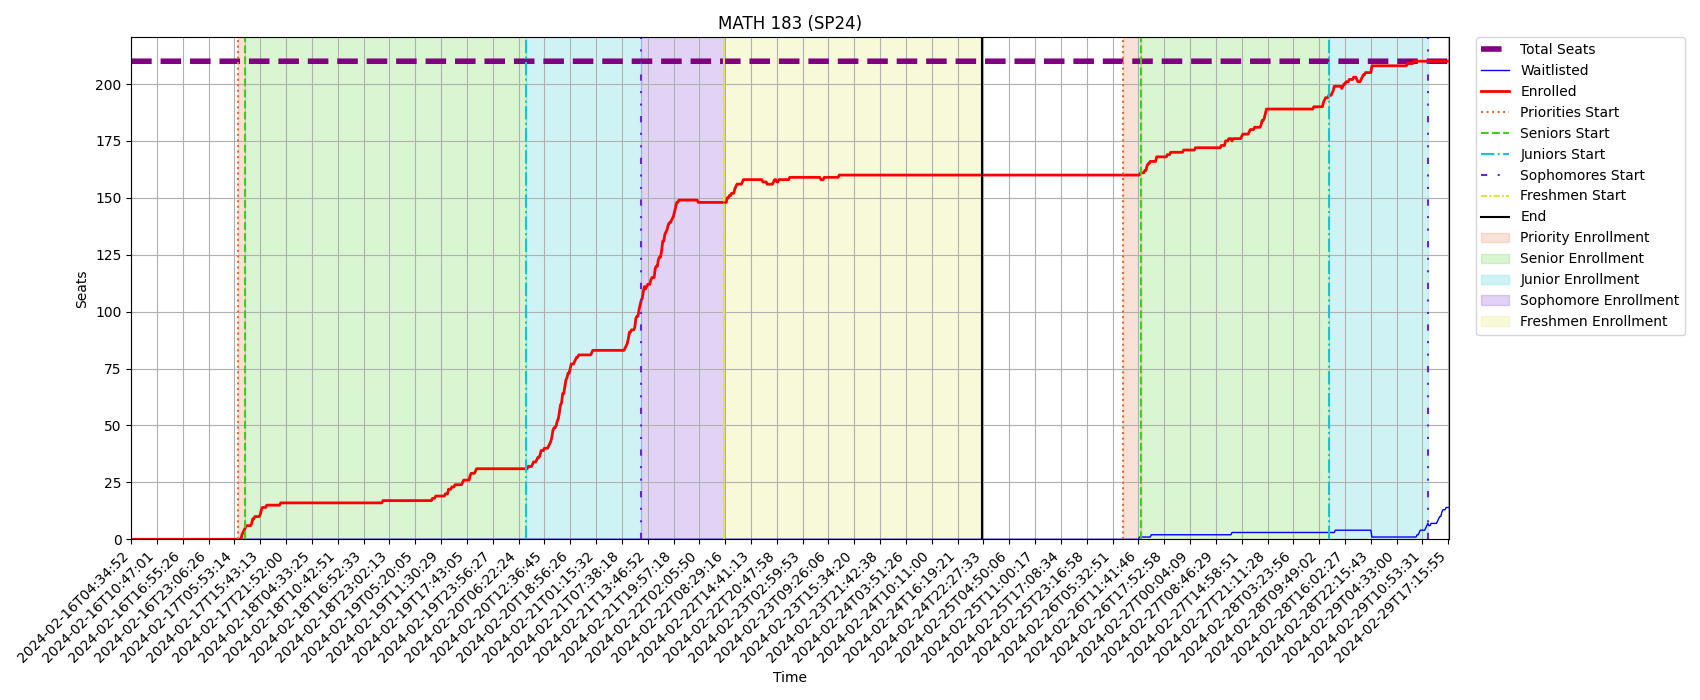 MATH 183 (SP24)
Seats
200
175
150
125
100
75
50
25
0
2024-02-16T04:34:52
2024-02-16T10:47:01
2024-02-16T16:55:26
2024-02-16T23:06:26
2024-02-17T05:53:14
2024-02-17T15:43:13
2024-02-17T21:52:00
2024-02-18T04:33:25
2024-02-18T10:42:51
2024-02-18T16:52:33
2024-02-18T23:02:13
2024-02-19T05:20:05
2024-02-19T11:30:29
2024-02-19T17:43:05
2024-02-19T23:56:27
2024-02-20T06:22:24
2024-02-20T12:36:45
2024-02-20T18:56:26
2024-02-21T01:15:32
2024-02-21T07:38:18
2024-02-21T13:46:52
2024-02-21T19:57:18
2024-02-22T02:05:50
2024-02-22T08:29:16
2024-02-22T14:41:13
2024-02-22T20:47:58
2024-02-23T02:59:53
2024-02-23T09:26:06
2024-02-23T15:34:20
2024-02-23T21:42:38
2024-02-24T03:51:26
2024-02-24T10:11:00
2024-02-24T16:19:21
2024-02-24T22:27:33
2024-02-25T04:50:06
2024-02-25T11:00:17
2024-02-25T17:08:34
2024-02-25T23:16:58
2024-02-26T05:32:51
2024-02-26T11:41:46
2024-02-26T17:52:58
2024-02-27T00:04:09
2024-02-27T08:46:29
2024-02-27T14:58:51
2024-02-27T21:11:28
2024-02-28T03:23:56
2024-02-28T09:49:02
2024-02-28T16:02:27
2024-02-28T22:15:43
2024-02-29T04:33:00
2024-02-29T10:53:31
2024-02-29T17:15:55
Time
Total Seats
Waitlisted
Enrolled
Priorities Start
Seniors Start
Juniors Start
Sophomores Start
Freshmen Start
End
Priority Enrollment
Senior Enrollment
Junior Enrollment
Sophomore Enrollment
Freshmen Enrollment